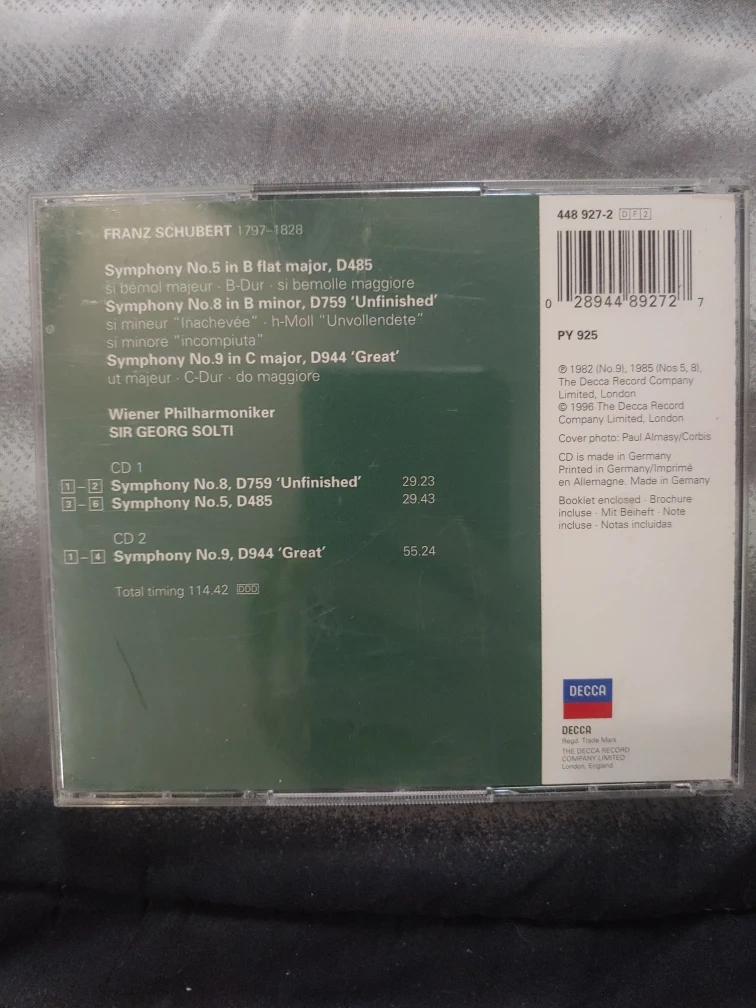 FRANZ SCHUBERT 1797–1828
Symphony No.5 in B flat major, D485
si bémol majeur · B-Dur · si bemolle maggiore
Symphony No.8 in B minor, D759 ‘Unfinished’
si mineur “Inachevée” · h-Moll “Unvollendete”
si minore “incompiuta”
Symphony No.9 in C major, D944 ‘Great’
ut majeur · C-Dur · do maggiore
Wiener Philharmoniker
SIR GEORG SOLTI
CD 1
1 – 2 Symphony No.8, D759 ‘Unfinished’ 29.23
3 – 6 Symphony No.5, D485 29.43
CD 2
1 – 4 Symphony No.9, D944 ‘Great’ 55.24
Total timing 114.42 DDD
448 927-2 DF2
0 28944 89272 7
PY 925
℗ 1982 (No.9), 1985 (Nos 5, 8),
The Decca Record Company
Limited, London
© 1996 The Decca Record
Company Limited, London
Cover photo: Paul Almasy/Corbis
CD is made in Germany
Printed in Germany/Imprimé
en Allemagne. Made in Gemany
Booklet enclosed · Brochure
incluse · Mit Beiheft · Note
incluse · Notas incluidas
DECCA
DECCA
Regd. Trade Mark
THE DECCA RECORD
COMPANY LIMITED
London, England